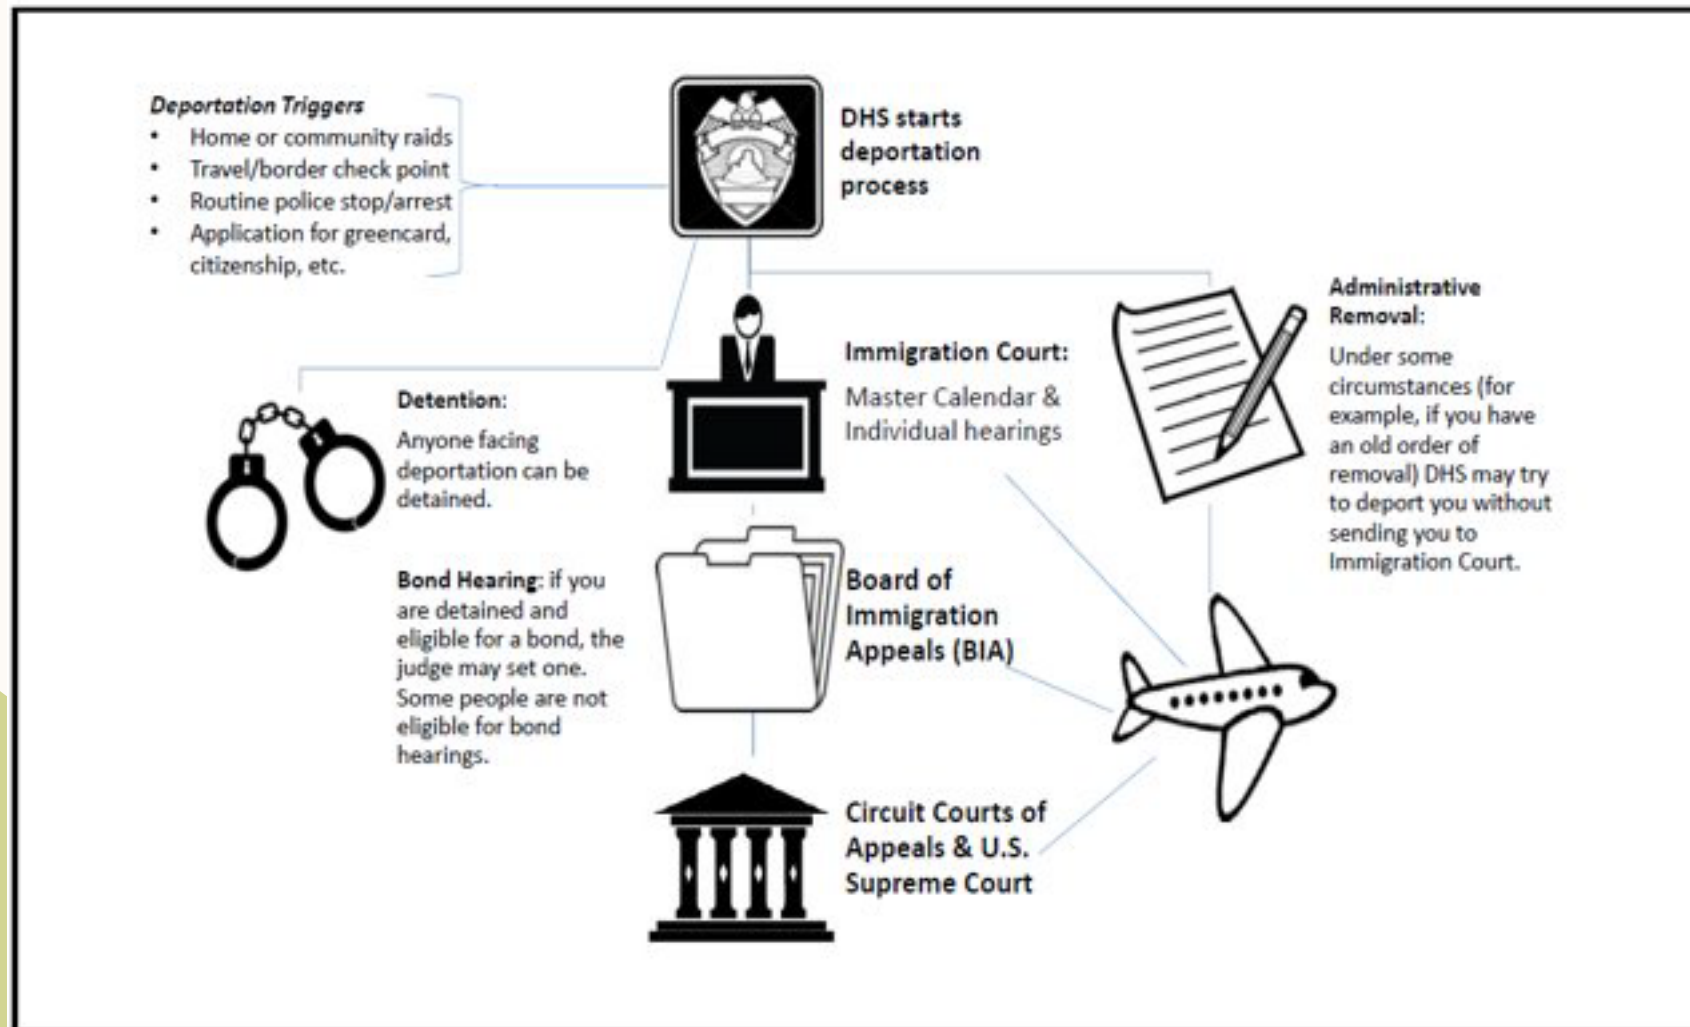 Deportation Triggers
• Home or community raids
• Travel/border check point
• Routine police stop/arrest
• Application for greencard,
citizenship, etc.
DHS starts
deportation
process
Detention:
Anyone facing
deportation can be
detained.
Bond Hearing: if you
are detained and
eligible for a bond, the
judge may set one.
Some people are not
eligible for bond
hearings.
Immigration Court:
Master Calendar &
Individual hearings
Board of
Immigration
Appeals (BIA)
Circuit Courts of
Appeals & U.S.
Supreme Court
Administrative
Removal:
Under some
circumstances (for
example, if you have
an old order of
removal) DHS may try
to deport you without
sending you to
Immigration Court.